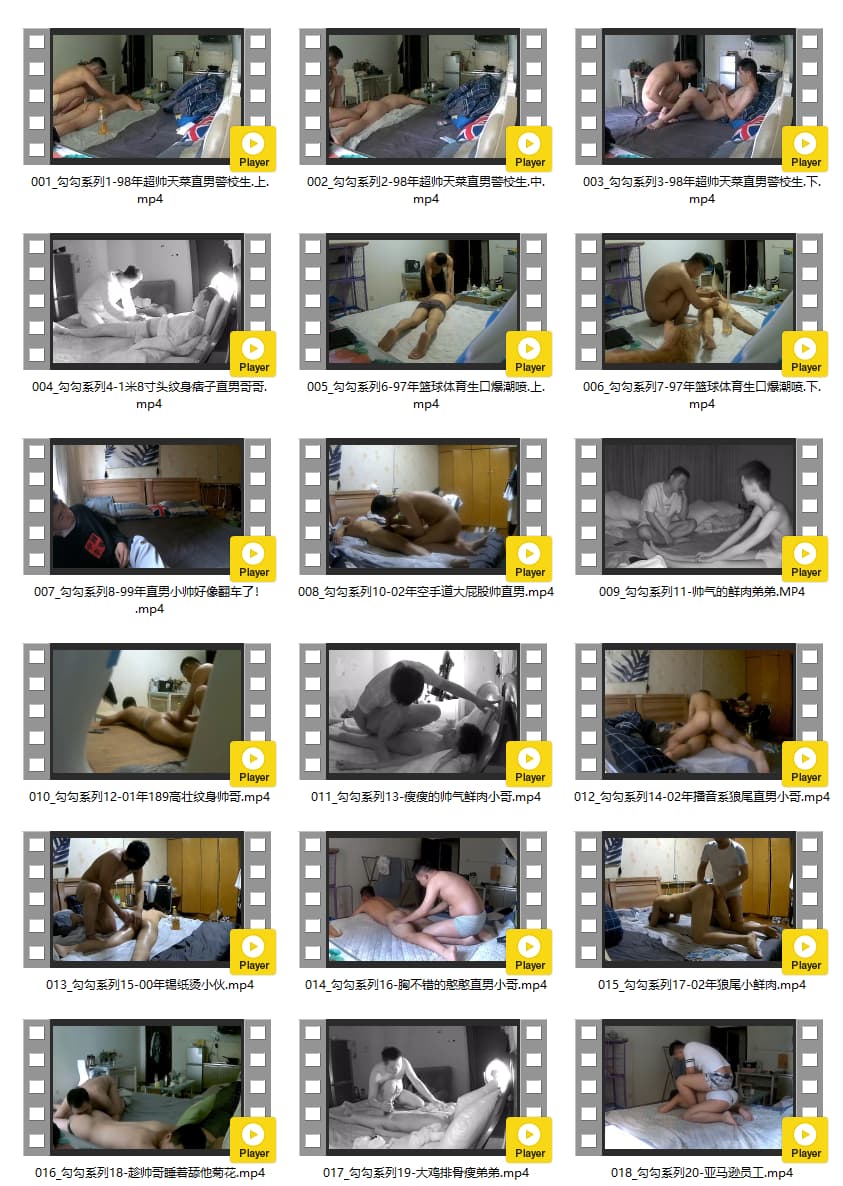 Player
001_勾勾系列1-98年超帅天菜直男警校生.上.
mp4
Player
002_勾勾系列2-98年超帅天菜直男警校生.中.
mp4
Player
003_勾勾系列3-98年超帅天菜直男警校生.下.
mp4
Player
004_勾勾系列4-1米8寸头纹身痞子直男哥哥.
mp4
Player
005_勾勾系列6-97年篮球体育生口爆潮喷.上.
mp4
Player
006_勾勾系列7-97年篮球体育生口爆潮喷.下.
mp4
Player
007_勾勾系列8-99年直男小帅好像翻车了!
.mp4
Player
008_勾勾系列10-02年空手道大屁股帅直男.mp4
Player
009_勾勾系列11-帅气的鲜肉弟弟.MP4
Player
010_勾勾系列12-01年189高壮纹身帅哥.mp4
Player
011_勾勾系列13-瘦瘦的帅气鲜肉小哥.mp4
Player
012_勾勾系列14-02年播音系狼尾直男小哥.mp4
Player
013_勾勾系列15-00年锡纸烫小伙.mp4
Player
014_勾勾系列16-胸不错的憨憨直男小哥.mp4
Player
015_勾勾系列17-02年狼尾小鲜肉.mp4
Player
016_勾勾系列18-趁帅哥睡着舔他菊花.mp4
Player
017_勾勾系列19-大鸡排骨瘦弟弟.mp4
Player
018_勾勾系列20-亚马逊员工.mp4